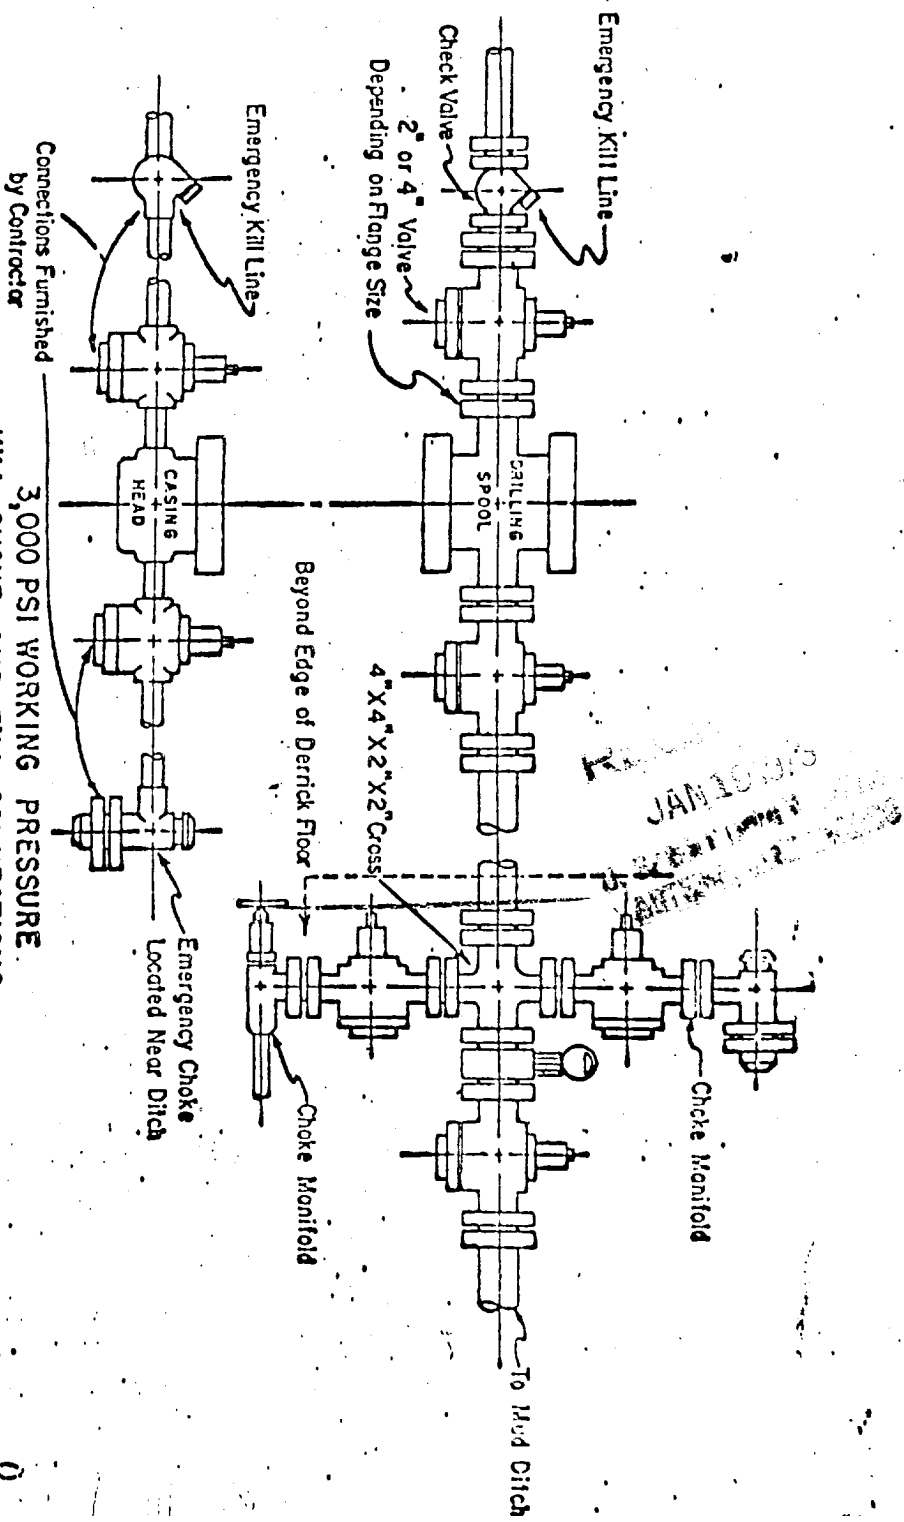 Emergency Kill Line
Check Valve
2" or 4" Valve
Depending on Flange Size
DRILLING
SPOOL
4"X4"X2"X2" Cross
Beyond Edge of Derrick Floor
Choke Manifold
To Mud Ditch
Choke Manifold
Emergency Kill Line
CASING
HEAD
Connections Furnished
by Contractor
Emergency Choke
Located Near Ditch
3,000 PSI WORKING PRESSURE
JAN 10